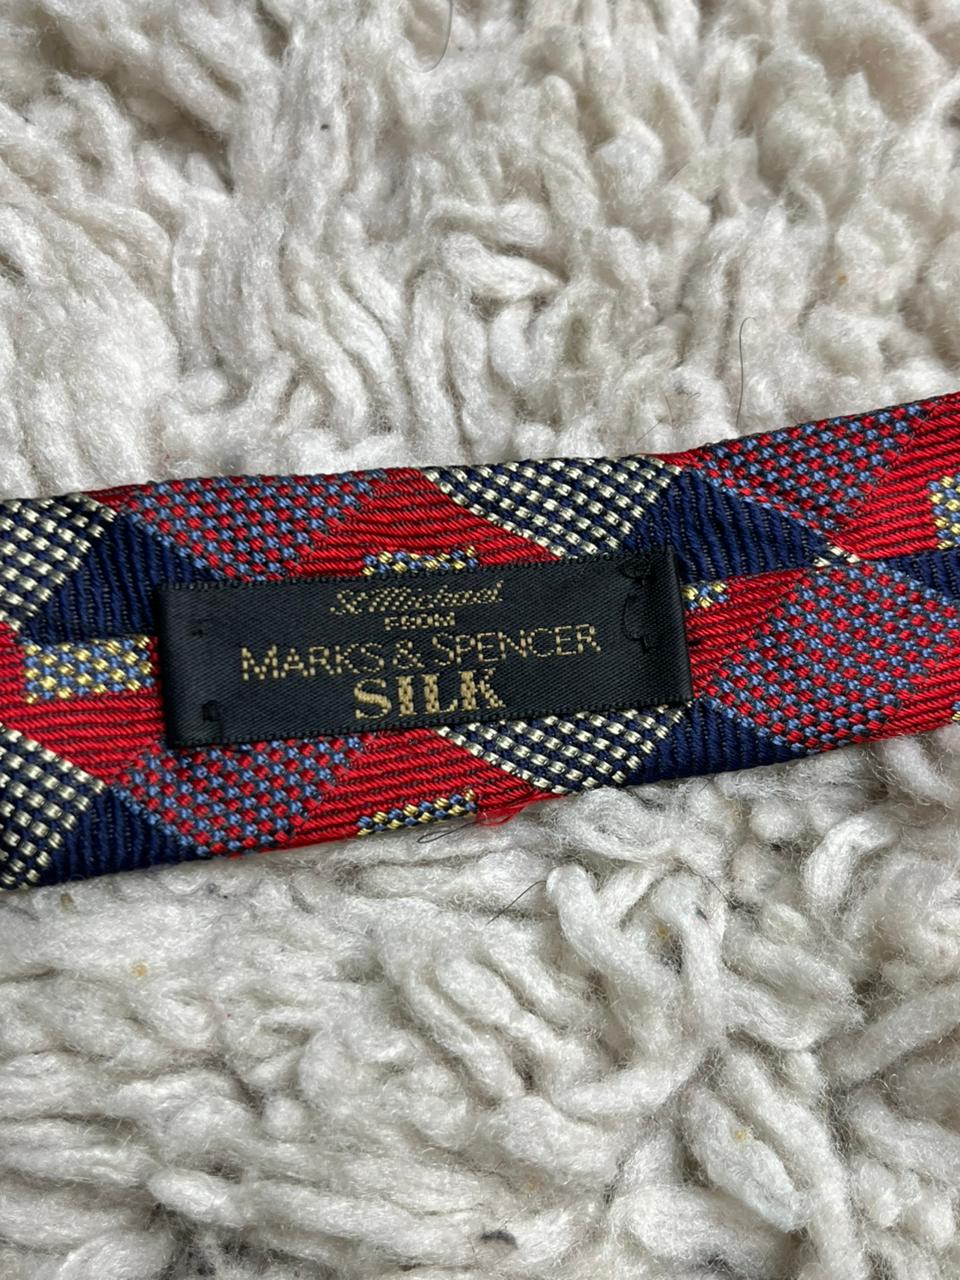 St Michael
FROM
MARKS & SPENCER
SILK